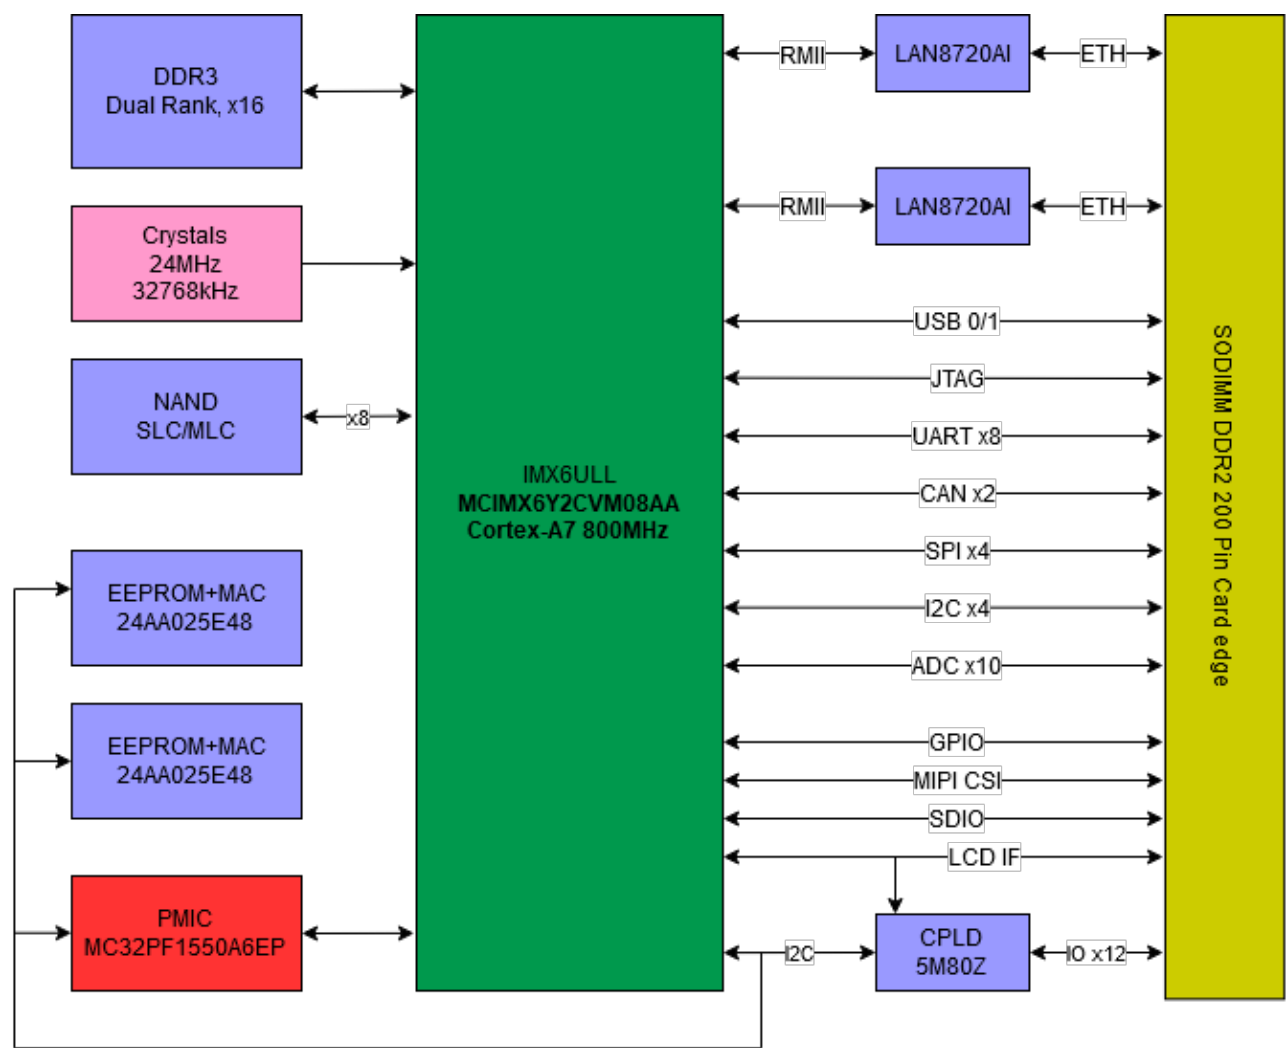 DDR3
Dual Rank, x16
Crystals
24MHz
32768kHz
NAND
SLC/MLC
x8
EEPROM+MAC
24AA025E48
EEPROM+MAC
24AA025E48
PMIC
MC32PF1550A6EP
IMX6ULL
MCIMX6Y2CVM08AA
Cortex-A7 800MHz
RMII
LAN8720AI
ETH
RMII
LAN8720AI
ETH
USB 0/1
JTAG
UART x8
CAN x2
SPI x4
I2C x4
ADC x10
GPIO
MIPI CSI
SDIO
LCD IF
I2C
CPLD
5M80Z
IO x12
SODIMM DDR2 200 Pin Card edge